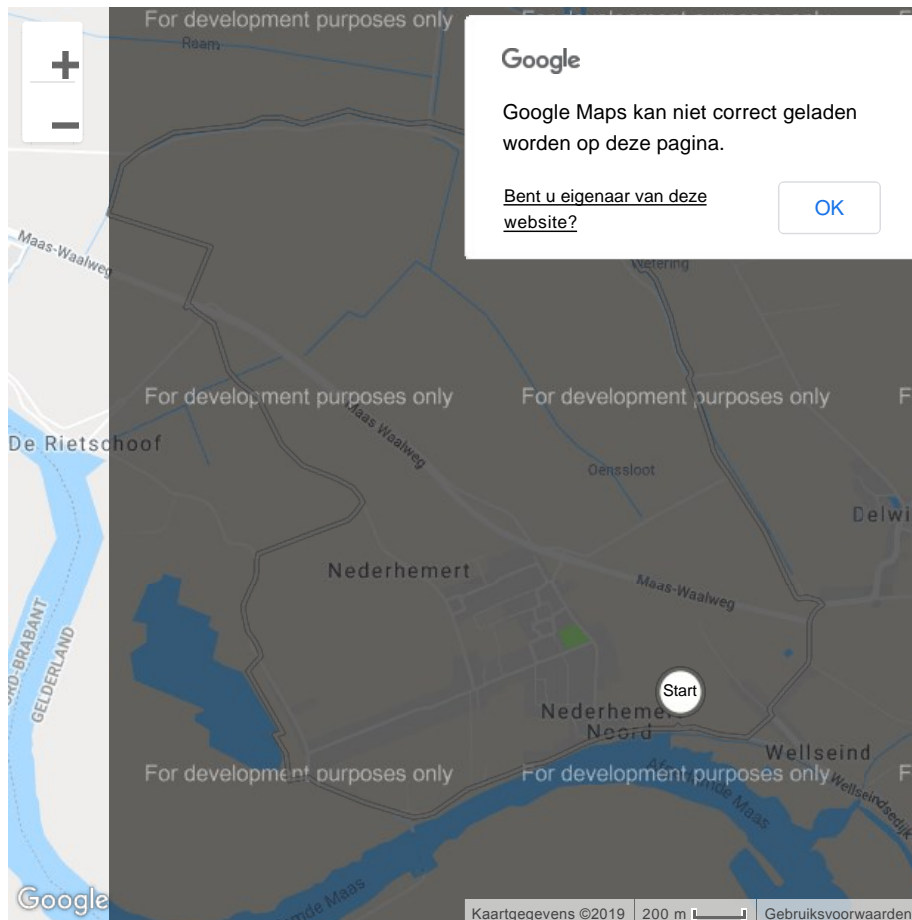 For development purposes only
Ream
Google
Google Maps kan niet correct geladen
worden op deze pagina.
Bent u eigenaar van deze
website?
OK
Maas-Waalweg
Wetering
For development purposes only
For development purposes only
F
Maas Waalweg
De Rietschoof
Oenssloot
Delwi
Nederhemert
Maas-Waalweg
ORD-BRABANT
GELDERLAND
Start
Nederhemert
Noord
Wellseind
For development purposes only
For development purposes only
F
Afgedamde Maas
Wellseindsedijk
Google
mde Maas
Kaartgegevens ©2019
200 m
Gebruiksvoorwaarden